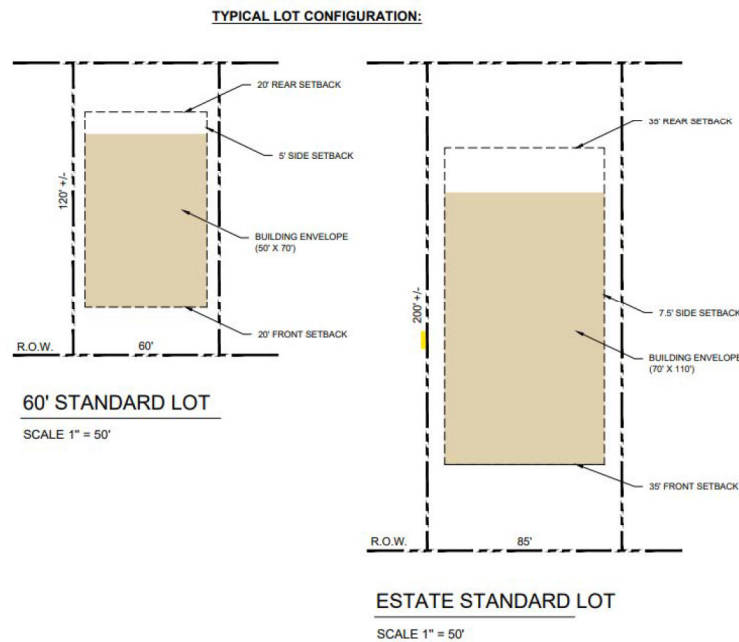 TYPICAL LOT CONFIGURATION:
20' REAR SETBACK
5' SIDE SETBACK
120' +/-
BUILDING ENVELOPE
(50' X 70')
20' FRONT SETBACK
R.O.W.
60'
60' STANDARD LOT
SCALE 1" = 50'
35' REAR SETBACK
200' +/-
7.5' SIDE SETBACK
BUILDING ENVELOPE
(70' X 110')
35' FRONT SETBACK
R.O.W.
85'
ESTATE STANDARD LOT
SCALE 1" = 50'